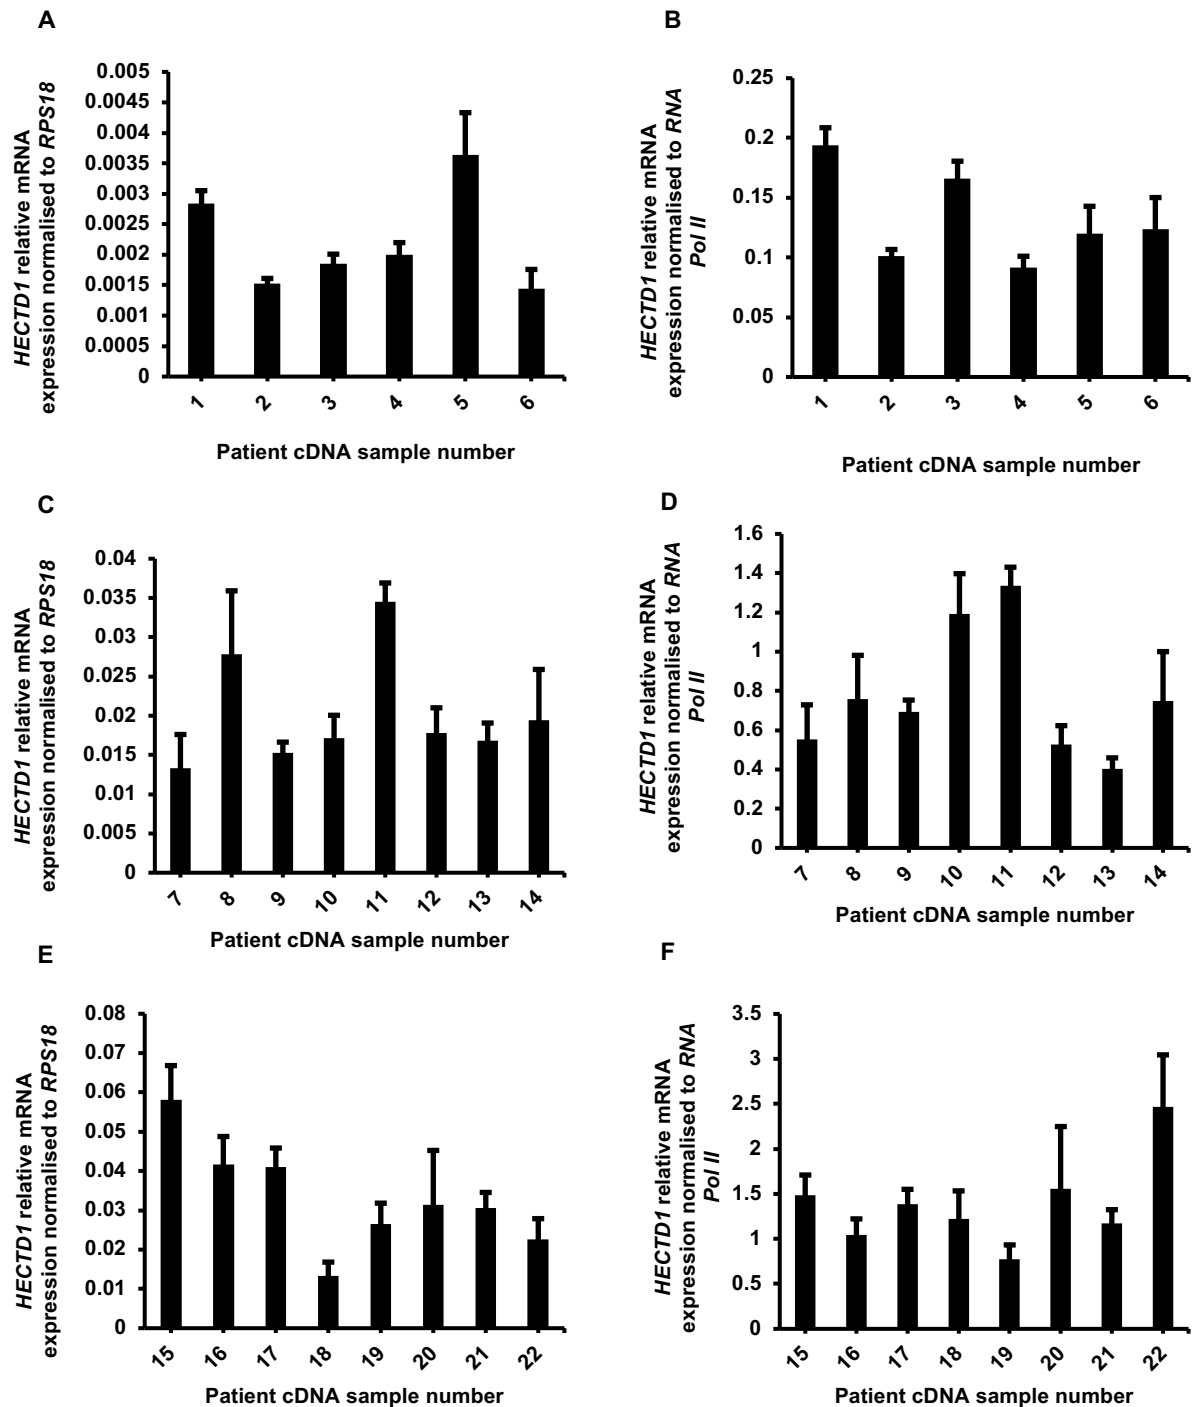 A
HECTD1 relative mRNA
expression normalised to RPS18
0.005
0.0045
0.004
0.0035
0.003
0.0025
0.002
0.0015
0.001
0.0005
0
1 2 3 4 5 6
Patient cDNA sample number
B
HECTD1 relative mRNA
expression normalised to RNA
Pol II
0.25
0.2
0.15
0.1
0.05
0
1 2 3 4 5 6
Patient cDNA sample number
C
HECTD1 relative mRNA
expression normalised to RPS18
0.04
0.035
0.03
0.025
0.02
0.015
0.01
0.005
0
7 8 9 10 11 12 13 14
Patient cDNA sample number
D
HECTD1 relative mRNA
expression normalised to RNA
Pol II
1.6
1.4
1.2
1
0.8
0.6
0.4
0.2
0
7 8 9 10 11 12 13 14
Patient cDNA sample number
E
HECTD1 relative mRNA
expression normalised to RPS18
0.08
0.07
0.06
0.05
0.04
0.03
0.02
0.01
0
15 16 17 18 19 20 21 22
Patient cDNA sample number
F
HECTD1 relative mRNA
expression normalised to RNA
Pol II
3.5
3
2.5
2
1.5
1
0.5
0
15 16 17 18 19 20 21 22
Patient cDNA sample number